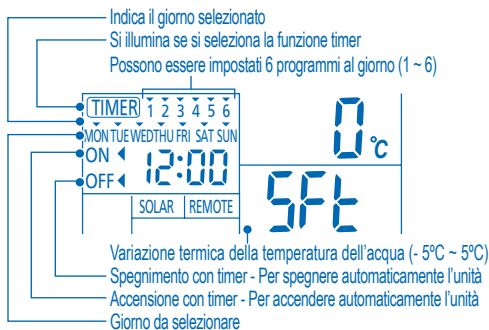 Indica il giorno selezionato
Si illumina se si seleziona la funzione timer
Possono essere impostati 6 programmi al giorno (1 ~ 6)
TIMER 1 2 3 4 5 6
MON TUE WED THU FRI SAT SUN
ON
12:00
OFF
SOLAR REMOTE
0 °C
SFt
Variazione termica della temperatura dell'acqua (- 5ºC ~ 5ºC)
Spegnimento con timer - Per spegnere automaticamente l'unità
Accensione con timer - Per accendere automaticamente l'unità
Giorno da selezionare